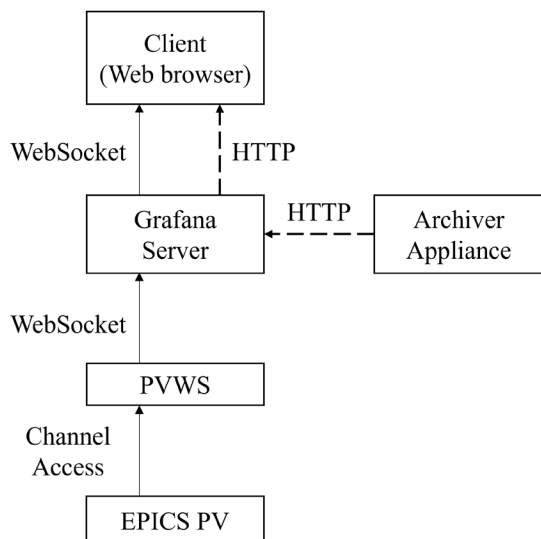 Client
(Web browser)
WebSocket
HTTP
HTTP
Grafana
Server
Archiver
Appliance
WebSocket
PVWS
Channel
Access
EPICS PV